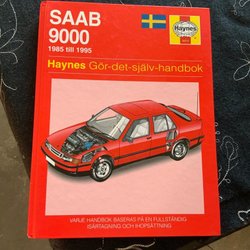 SAAB
9000
1985 till 1995
Haynes
Haynes Gör-det-själv-handbok
VARJE HANDBOK BASERAS PÅ EN FULLSTÄNDIG
ISÄRTAGNING OCH IHOPSÄTTNING